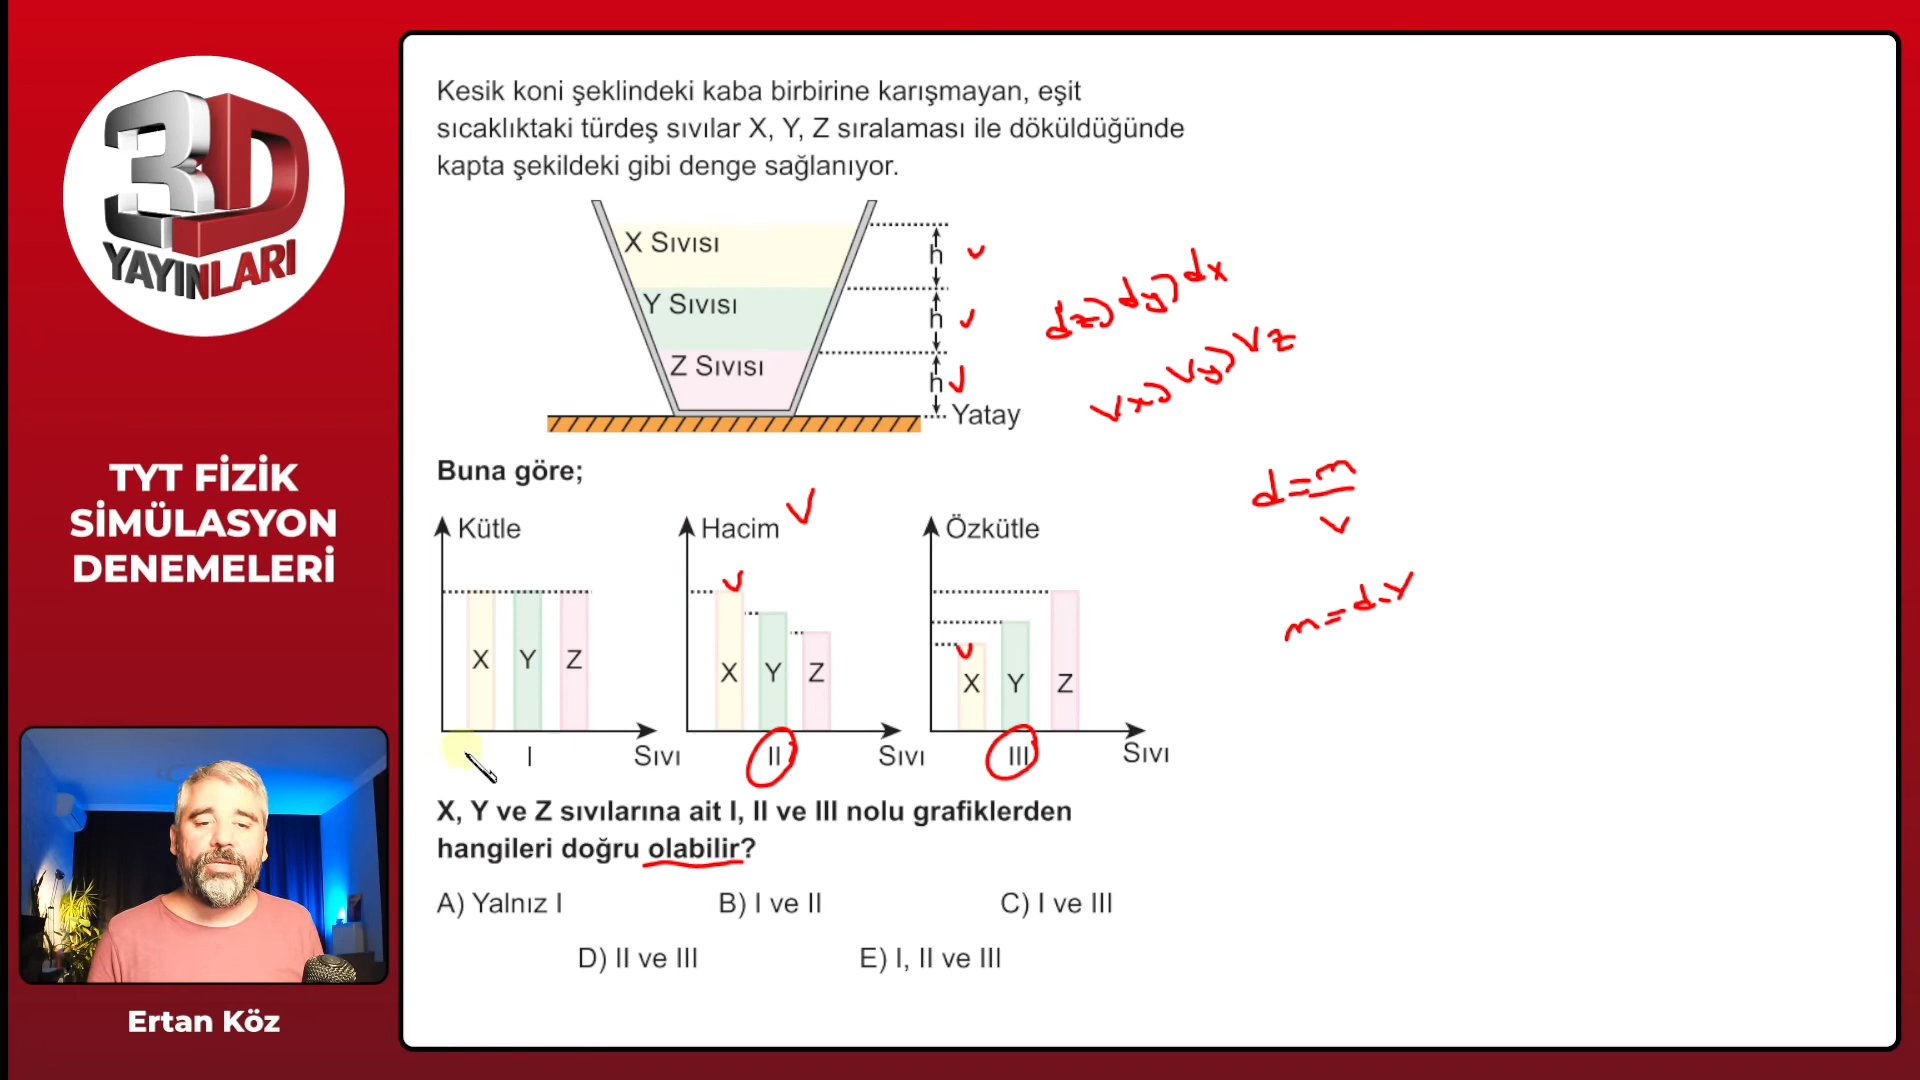 3D
YAYINLARI
TYT FİZİK
SİMÜLASYON
DENEMELERİ
Ertan Köz
Kesik koni şeklindeki kaba birbirine karışmayan, eşit
sıcaklıktaki türdeş sıvılar X, Y, Z sıralaması ile döküldüğünde
kapta şekildeki gibi denge sağlanıyor.
X Sıvısı
Y Sıvısı
Z Sıvısı
h
h
h
Yatay
dz>dy>dx
Vx>Vy>Vz
d=m/V
m=d.V
Buna göre;
Kütle
X Y Z
I
Sıvı
Hacim
X Y Z
II
Sıvı
Özkütle
X Y Z
III
Sıvı
X, Y ve Z sıvılarına ait I, II ve III nolu grafiklerden
hangileri doğru olabilir?
A) Yalnız I B) I ve II C) I ve III
D) II ve III E) I, II ve III